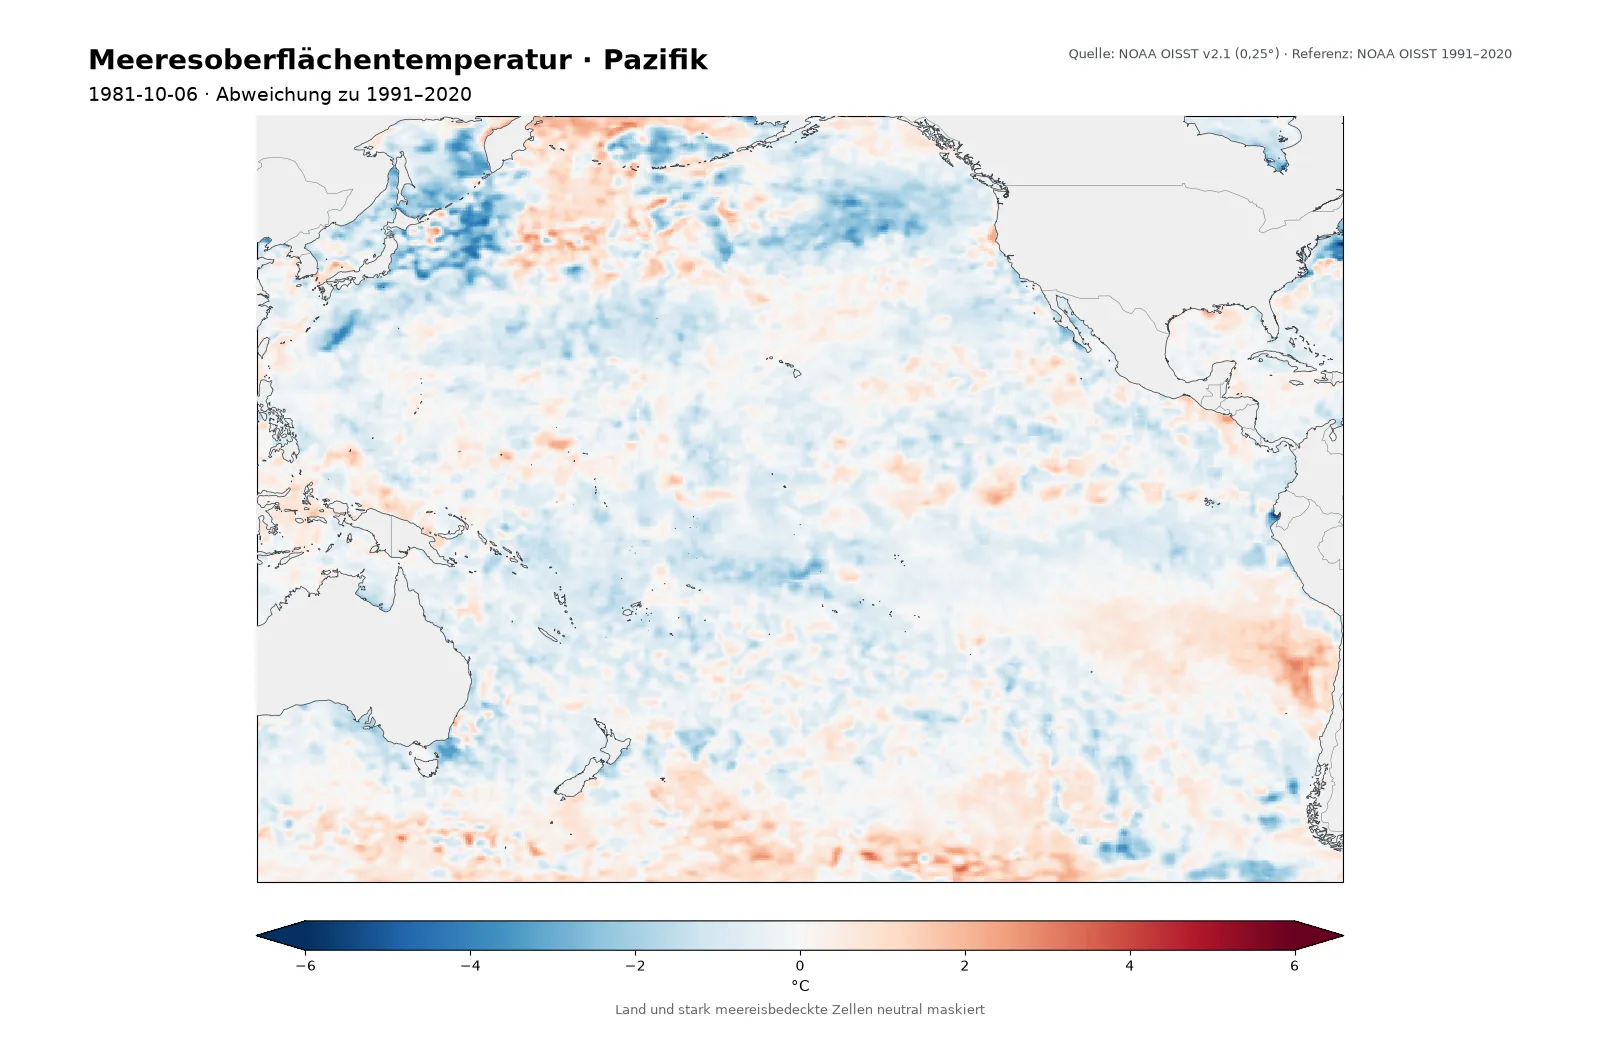 Meeresoberflächentemperatur · Pazifik
Quelle: NOAA OISST v2.1 (0,25°) · Referenz: NOAA OISST 1991–2020
1981-10-06 · Abweichung zu 1991–2020
−6 −4 −2 0 2 4 6
°C
Land und stark meereisbedeckte Zellen neutral maskiert